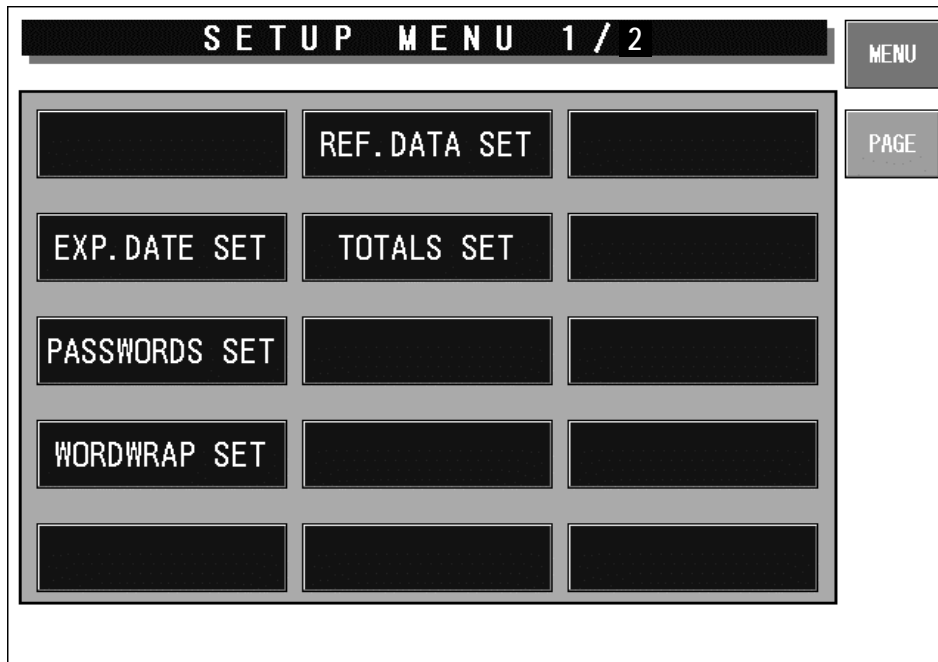 SETUP MENU 1/2
MENU
REF.DATA SET
PAGE
EXP.DATE SET
TOTALS SET
PASSWORDS SET
WORDWRAP SET